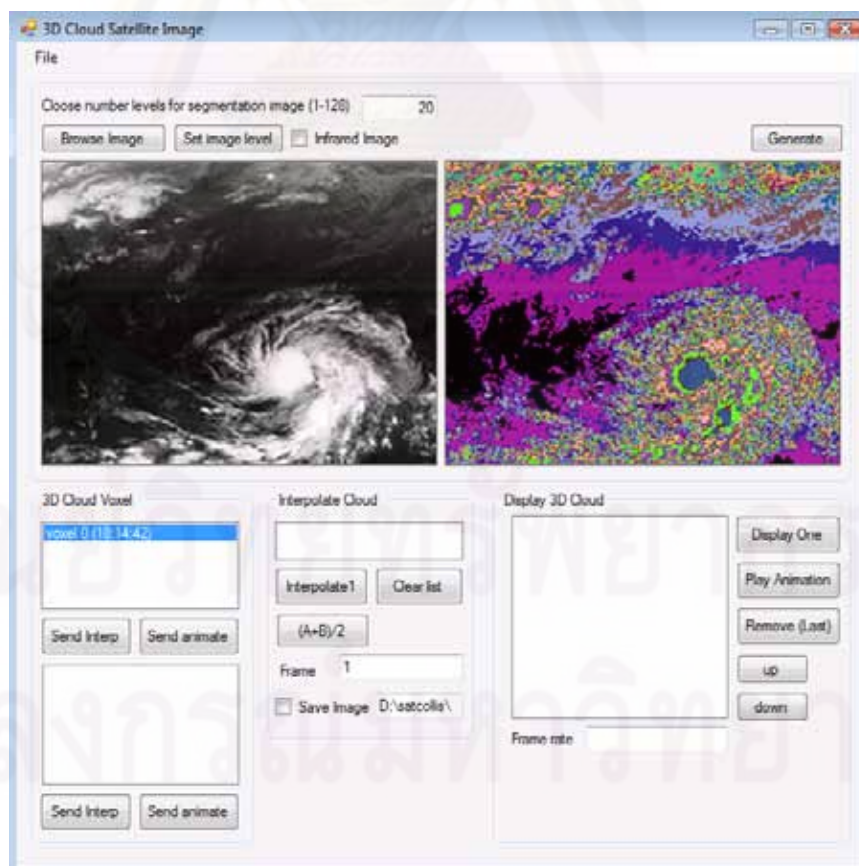 3D Cloud Satellite Image
File
Cloose number levels for segmentation image (1-128) 20
Browse Image Set image level Infrared Image Generate
3D Cloud Voxel Interpolate Cloud Display 3D Cloud
voxel 0 (18:14:42)
Display One
Interpolate1 Clear list Play Animation
Send Interp Send animate (A+B)/2 Remove (Last)
Frame 1 up
Save Image D:\satcollis\ down
Frame rate
Send Interp Send animate